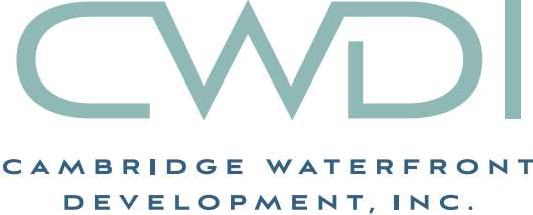 CWDI
CAMBRIDGE WATERFRONT
DEVELOPMENT, INC.